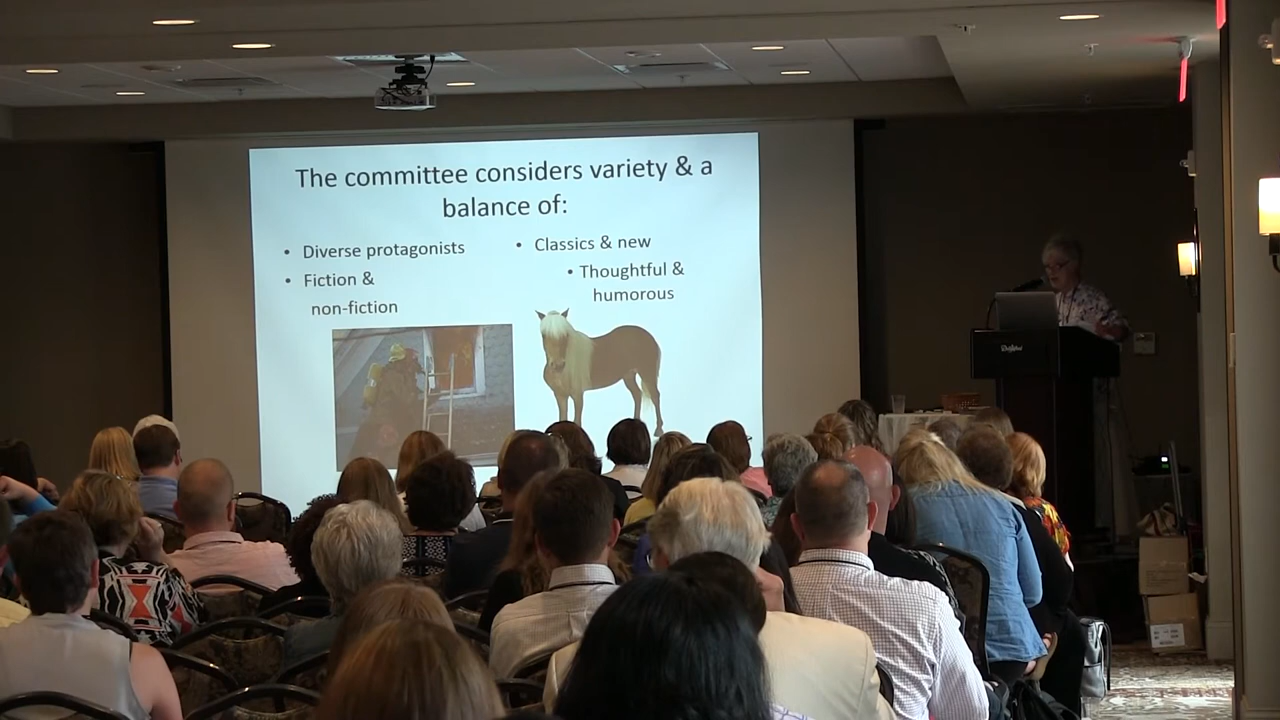 The committee considers variety & a
balance of:
• Diverse protagonists
• Fiction &
non-fiction
• Classics & new
• Thoughtful &
humorous